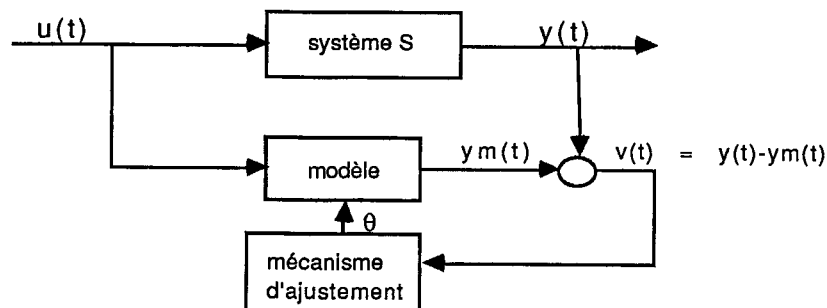 u(t)
système S
y(t)
modèle
ym(t)
v(t) = y(t)-ym(t)
θ
mécanisme
d'ajustement